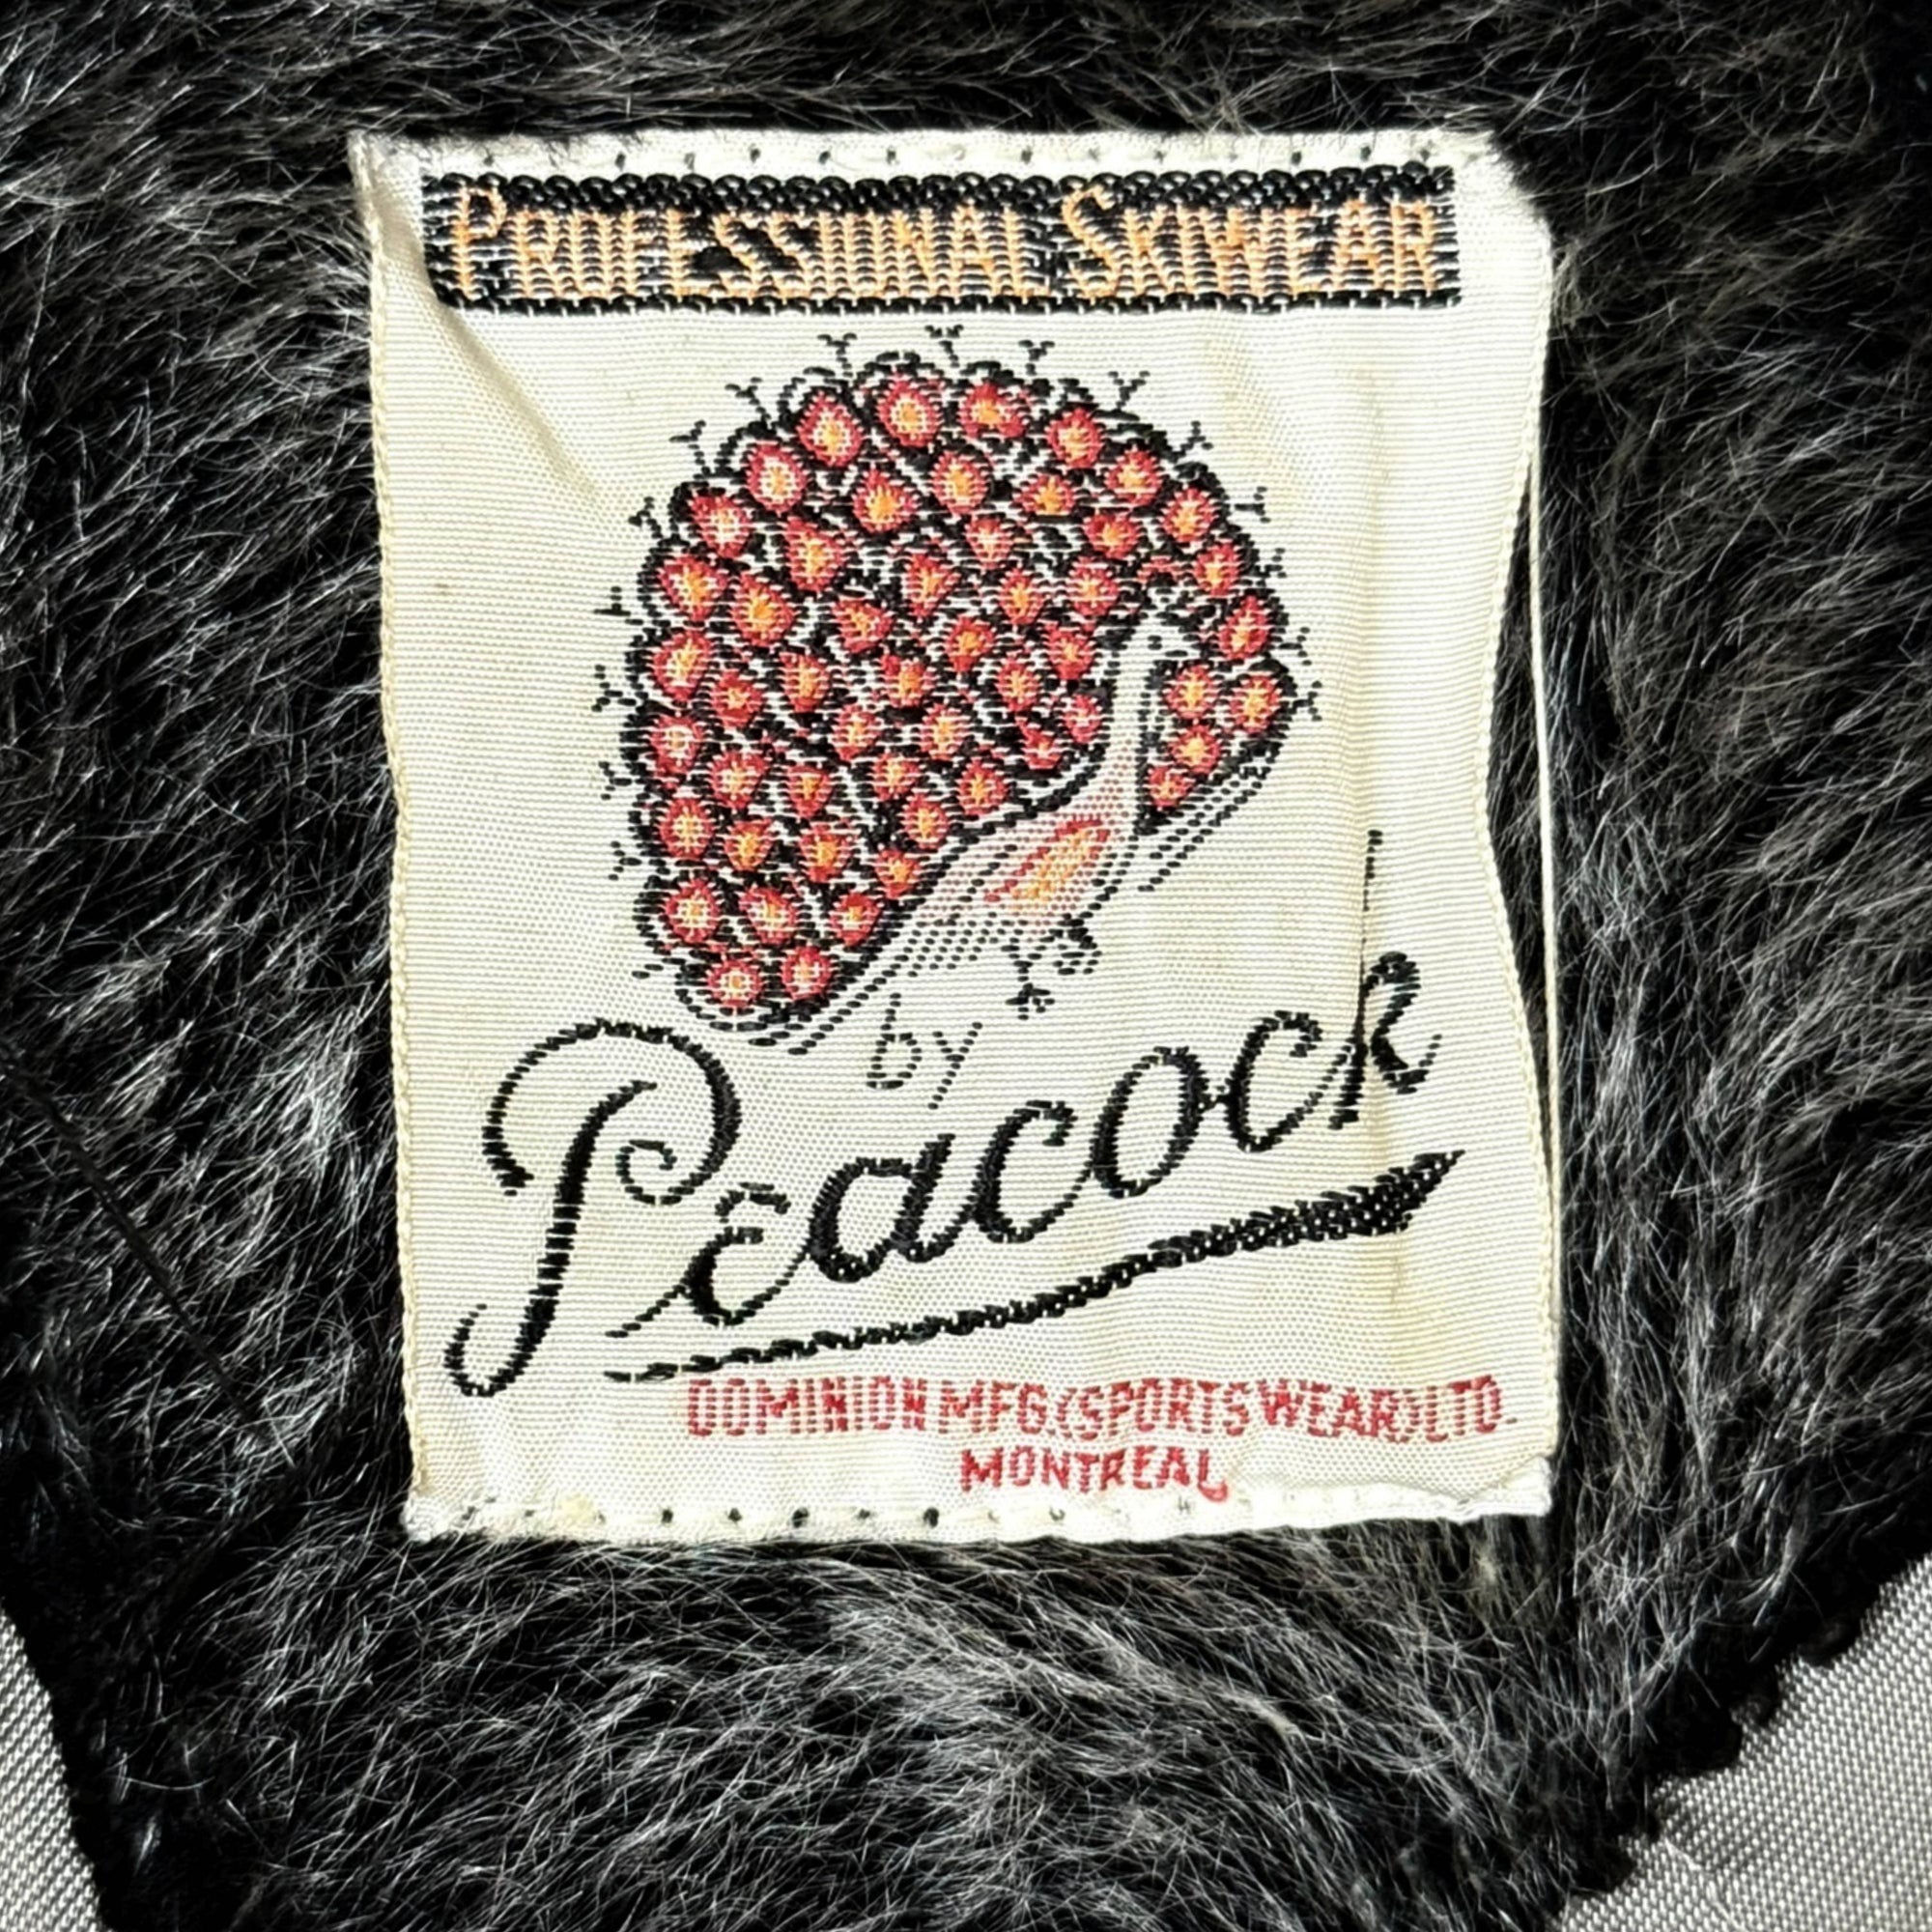 PROFESSIONAL SKIWEAR
by
Peacock
DOMINION MFG.(SPORTSWEAR)LTD.
MONTREAL